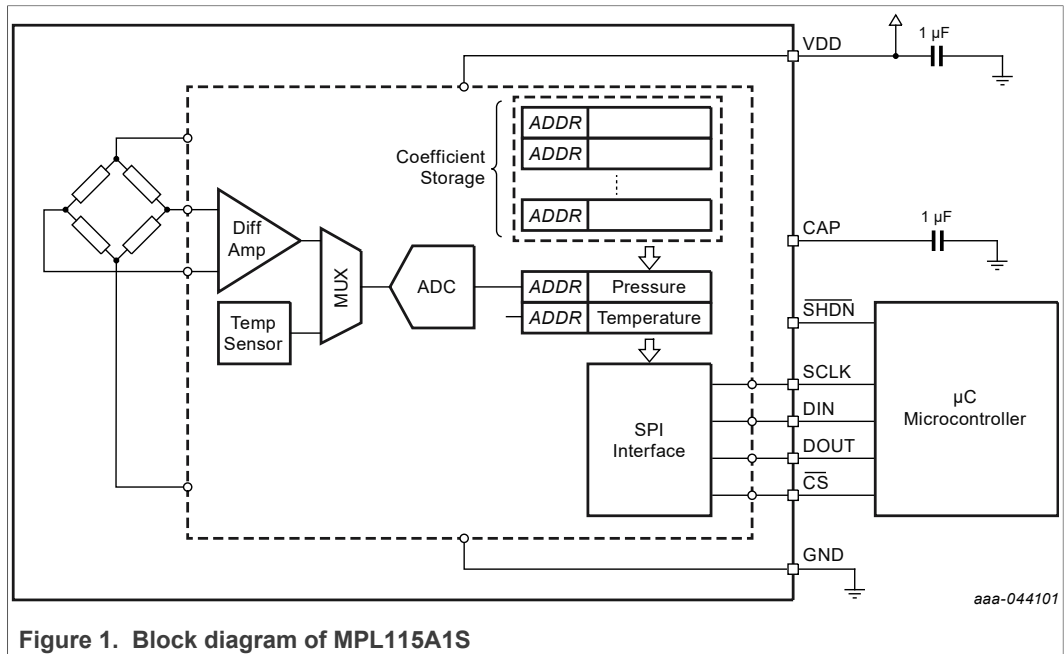 VDD
1 µF
ADDR
ADDR
Coefficient
Storage
ADDR
CAP
1 µF
Diff
Amp
MUX
ADC
ADDR Pressure
ADDR Temperature
Temp
Sensor
SHDN
SCLK
DIN
DOUT
CS
SPI
Interface
µC
Microcontroller
GND
aaa-044101
Figure 1. Block diagram of MPL115A1S